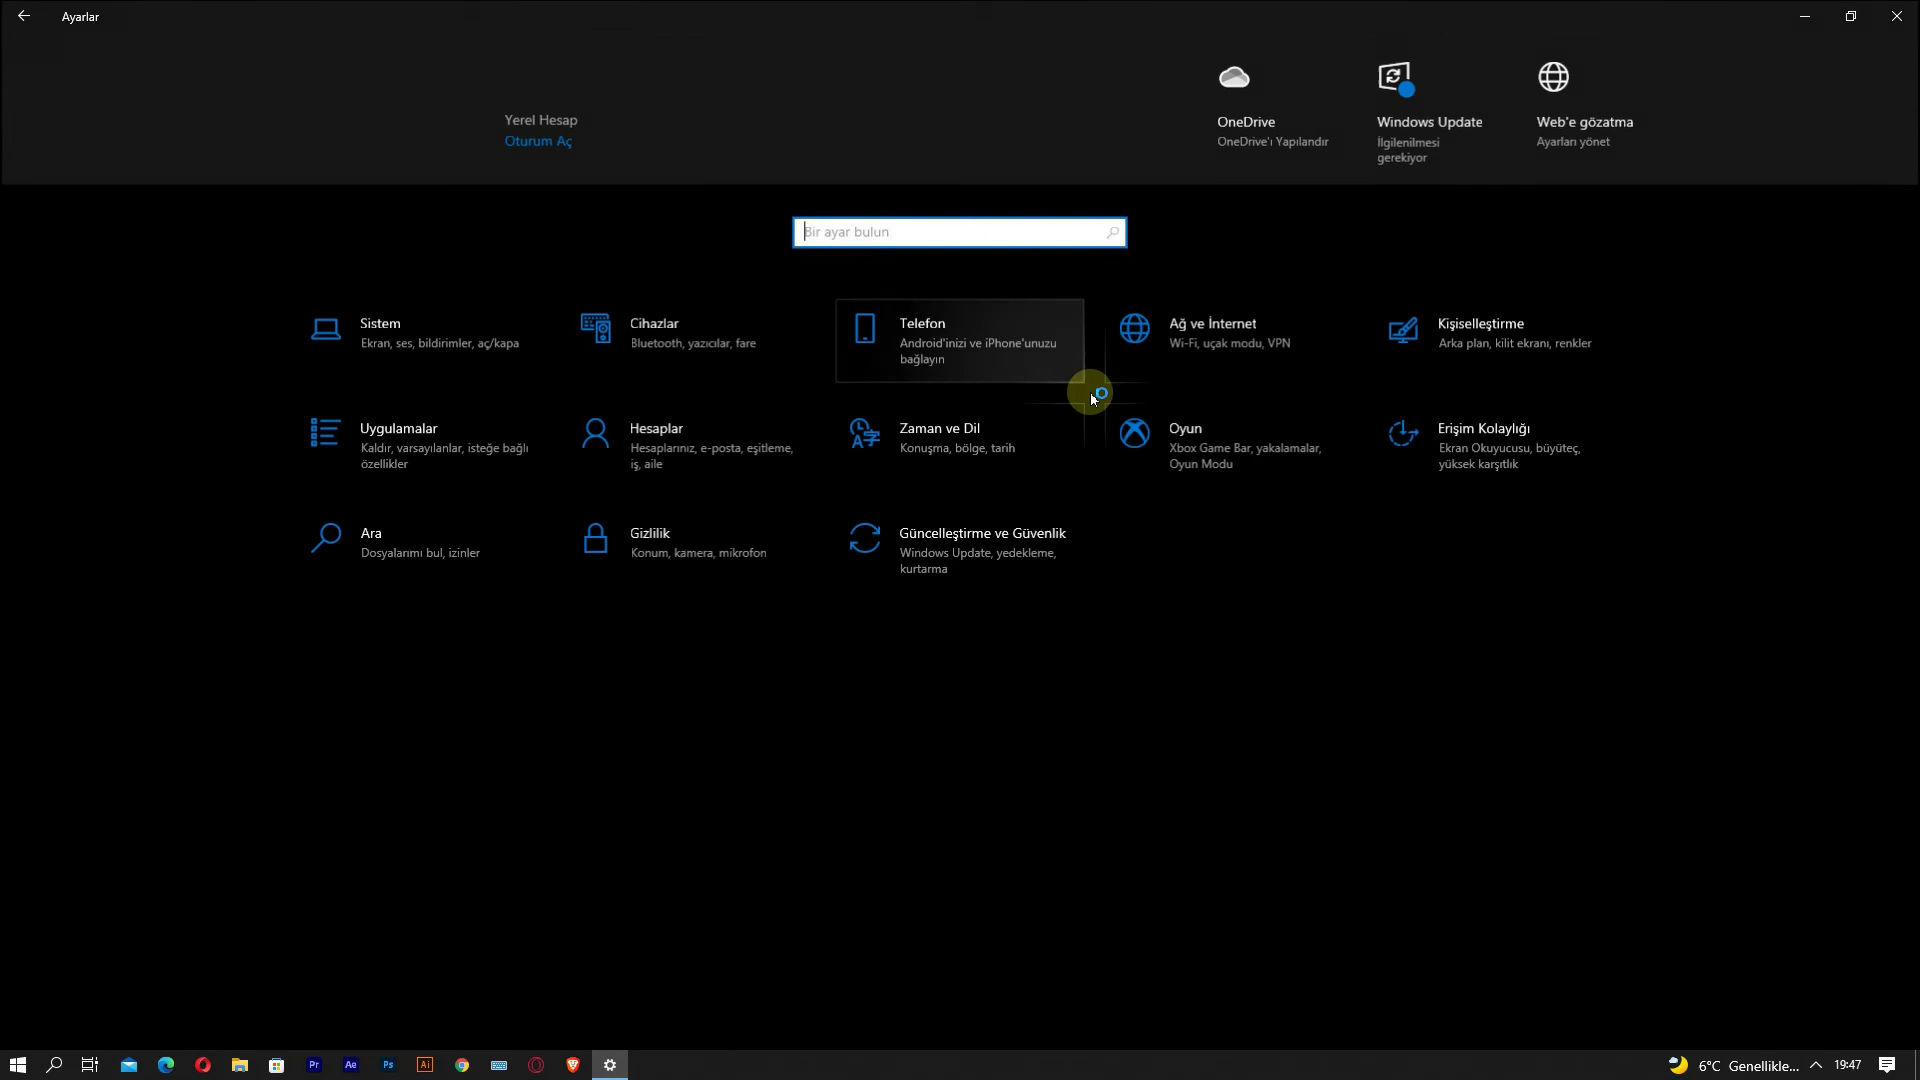 Ayarlar
Yerel Hesap
Oturum Aç
OneDrive
OneDrive'ı Yapılandır
Windows Update
İlgilenilmesi
gerekiyor
Web'e gözatma
Ayarları yönet
Bir ayar bulun
Sistem
Ekran, ses, bildirimler, aç/kapa
Cihazlar
Bluetooth, yazıcılar, fare
Telefon
Android'inizi ve iPhone'unuzu
bağlayın
Ağ ve İnternet
Wi-Fi, uçak modu, VPN
Kişiselleştirme
Arka plan, kilit ekranı, renkler
Uygulamalar
Kaldır, varsayılanlar, isteğe bağlı
özellikler
Hesaplar
Hesaplarınız, e-posta, eşitleme,
iş, aile
Zaman ve Dil
Konuşma, bölge, tarih
Oyun
Xbox Game Bar, yakalamalar,
Oyun Modu
Erişim Kolaylığı
Ekran Okuyucusu, büyüteç,
yüksek karşıtlık
Ara
Dosyalarımı bul, izinler
Gizlilik
Konum, kamera, mikrofon
Güncelleştirme ve Güvenlik
Windows Update, yedekleme,
kurtarma
Pr
Ae
Ps
Ai
6°C Genellikle...
19:47